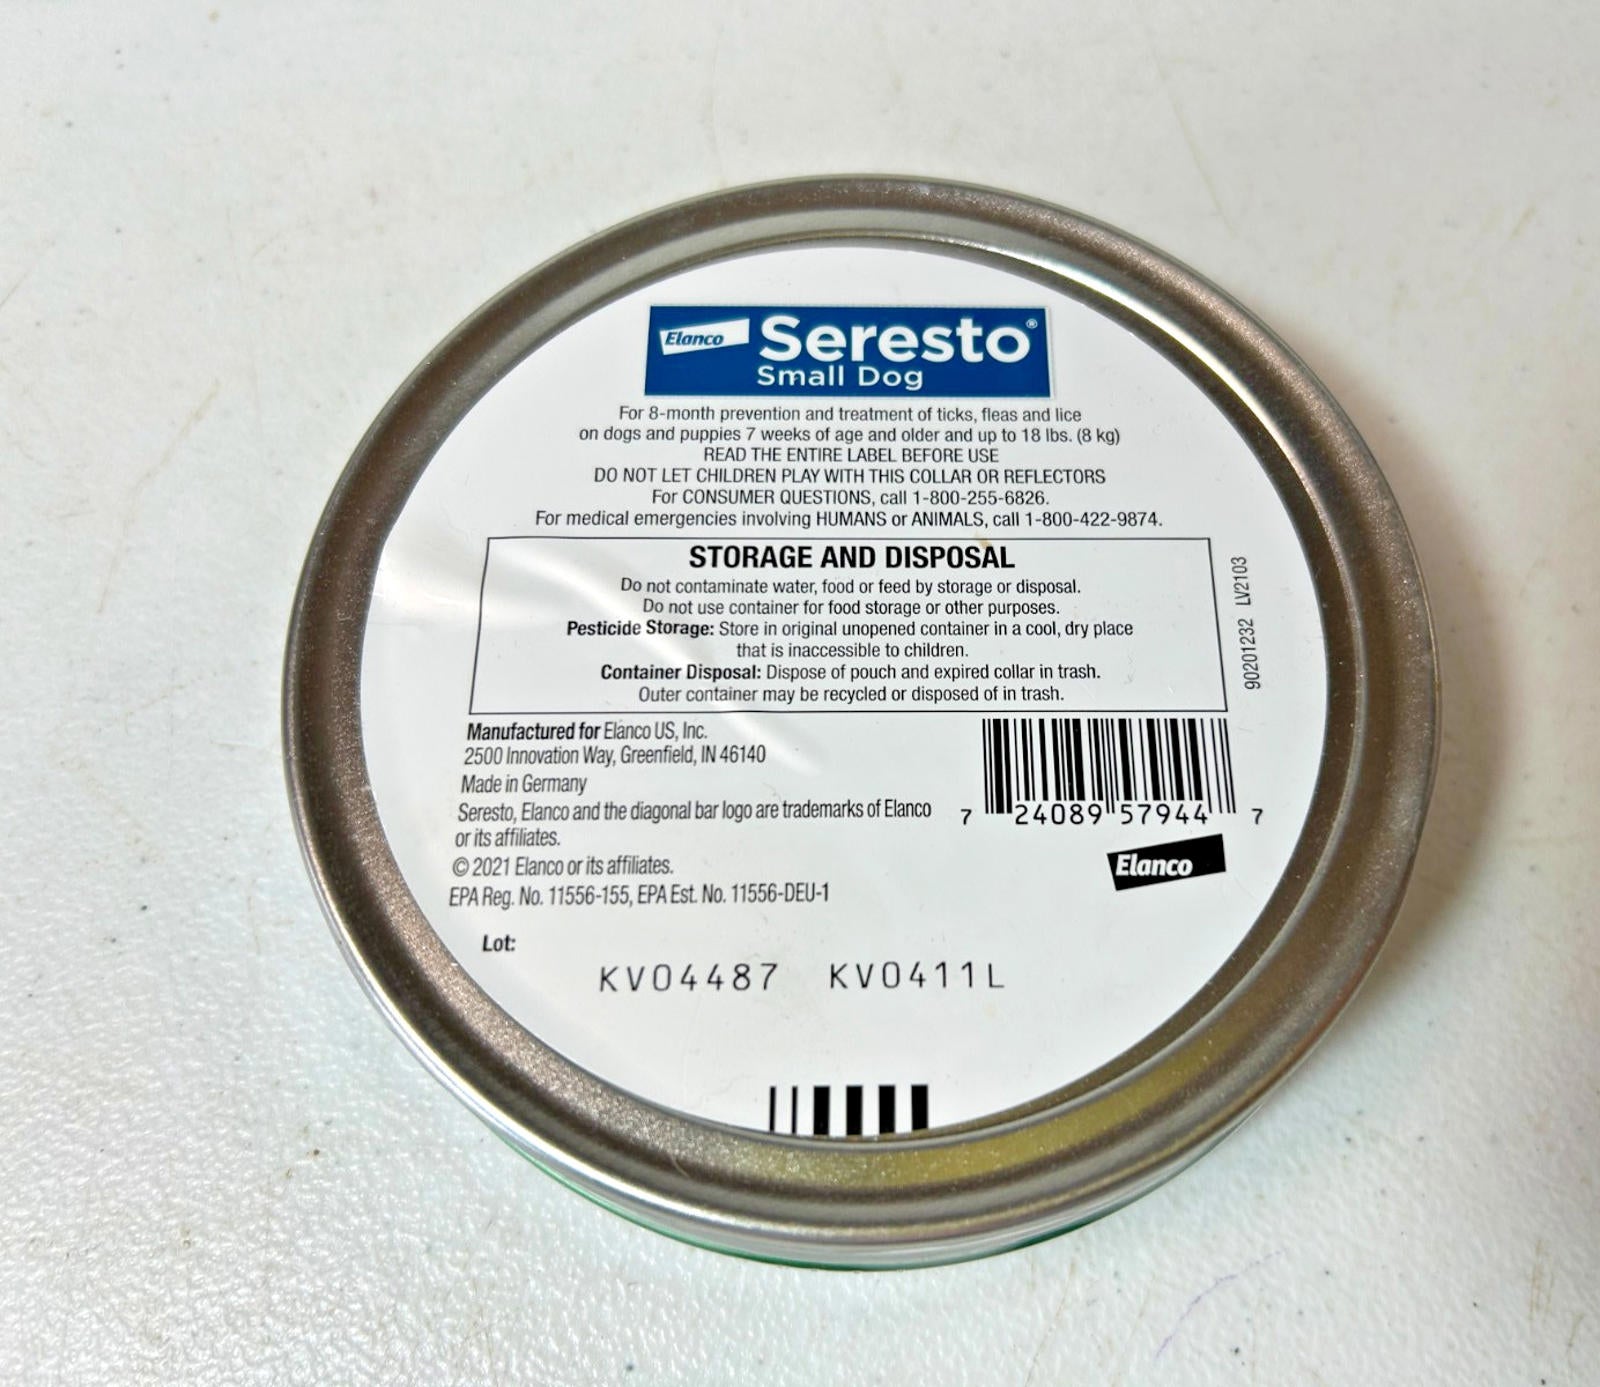 Elanco Seresto®
Small Dog
For 8-month prevention and treatment of ticks, fleas and lice
on dogs and puppies 7 weeks of age and older and up to 18 lbs. (8 kg)
READ THE ENTIRE LABEL BEFORE USE
DO NOT LET CHILDREN PLAY WITH THIS COLLAR OR REFLECTORS
For CONSUMER QUESTIONS, call 1-800-255-6826.
For medical emergencies involving HUMANS or ANIMALS, call 1-800-422-9874.
STORAGE AND DISPOSAL
Do not contaminate water, food or feed by storage or disposal.
Do not use container for food storage or other purposes.
Pesticide Storage: Store in original unopened container in a cool, dry place
that is inaccessible to children.
Container Disposal: Dispose of pouch and expired collar in trash.
Outer container may be recycled or disposed of in trash.
90201232 LV2103
Manufactured for Elanco US, Inc.
2500 Innovation Way, Greenfield, IN 46140
Made in Germany
Seresto, Elanco and the diagonal bar logo are trademarks of Elanco
or its affiliates.
© 2021 Elanco or its affiliates.
EPA Reg. No. 11556-155, EPA Est. No. 11556-DEU-1
7 24089 57944 7
Elanco
Lot:
KV04487 KV0411L